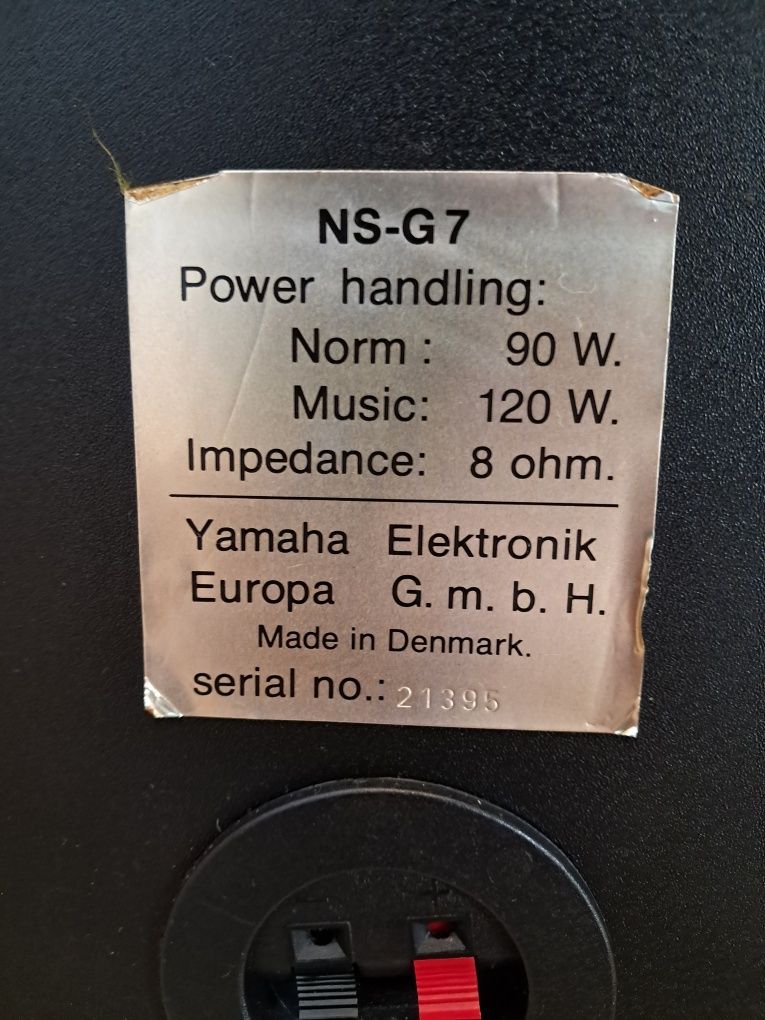 NS-G7
Power handling:
Norm: 90 W.
Music: 120 W.
Impedance: 8 ohm.
Yamaha Elektronik
Europa G. m. b. H.
Made in Denmark.
serial no.: 21395
- +